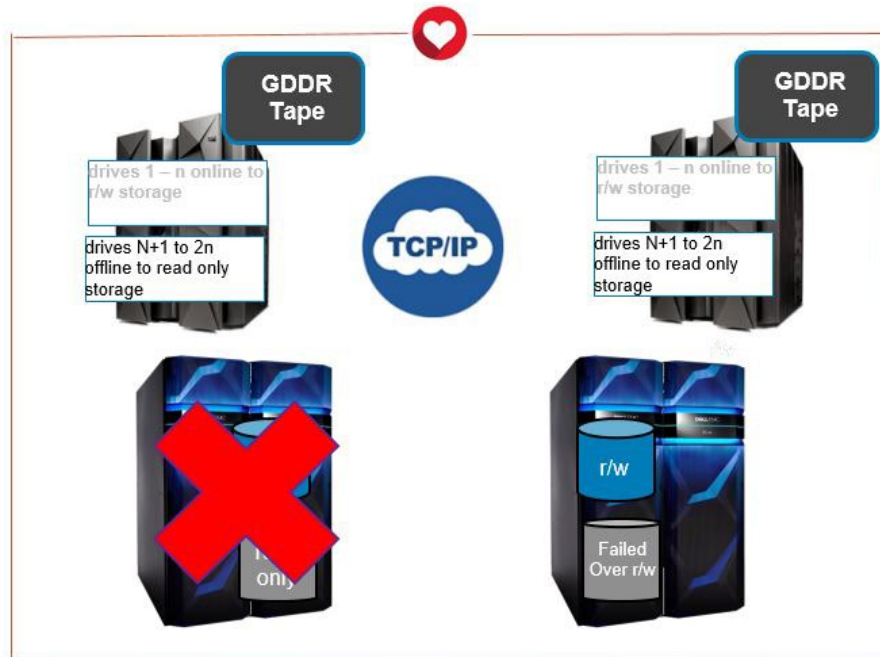 GDDR
Tape
GDDR
Tape
drives 1 – n online to
r/w storage
drives 1 – n online to
r/w storage
drives N+1 to 2n
offline to read only
storage
drives N+1 to 2n
offline to read only
storage
TCP/IP
only
r/w
Failed
Over r/w